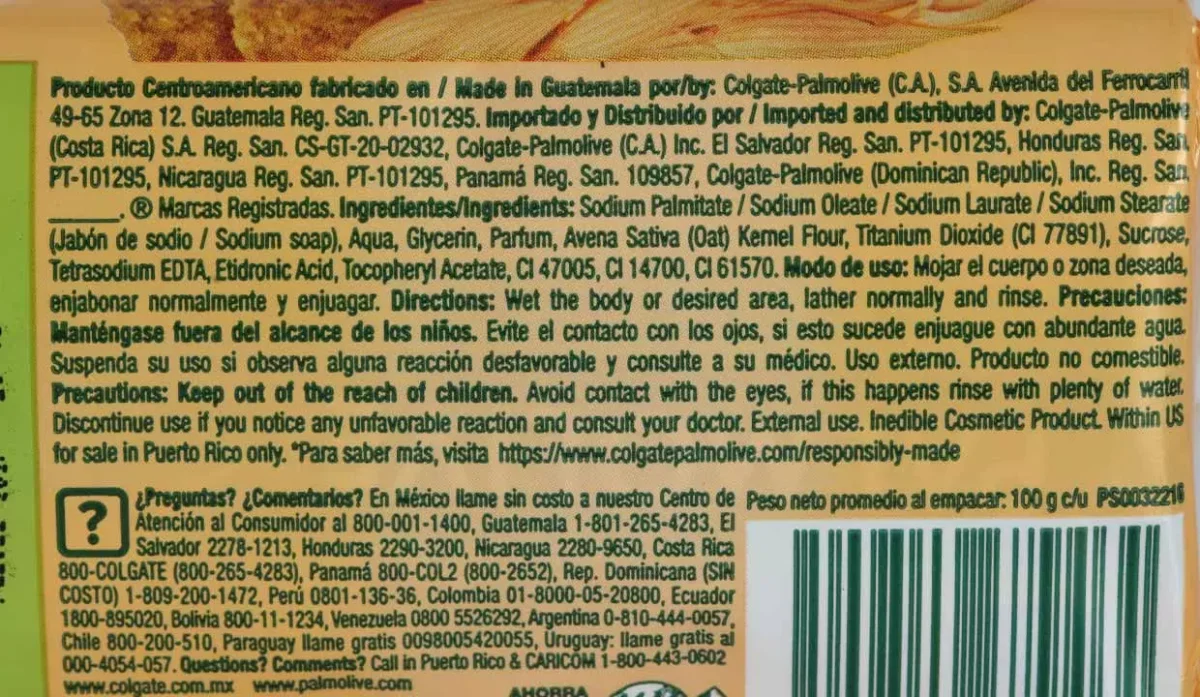 Producto Centroamericano fabricado en / Made in Guatemala por/by: Colgate-Palmolive (C.A.), S.A. Avenida del Ferrocarril
49-65 Zona 12. Guatemala Reg. San. PT-101295. Importado y Distribuido por / Imported and distributed by: Colgate-Palmolive
(Costa Rica) S.A. Reg. San. CS-GT-20-02932, Colgate-Palmolive (C.A.) Inc. El Salvador Reg. San. PT-101295, Honduras Reg. San.
PT-101295, Nicaragua Reg. San. PT-101295, Panamá Reg. San. 109857, Colgate-Palmolive (Dominican Republic), Inc. Reg. San.
______. ® Marcas Registradas. Ingredientes/Ingredients: Sodium Palmitate / Sodium Oleate / Sodium Laurate / Sodium Stearate
(Jabón de sodio / Sodium soap), Aqua, Glycerin, Parfum, Avena Sativa (Oat) Kernel Flour, Titanium Dioxide (CI 77891), Sucrose,
Tetrasodium EDTA, Etidronic Acid, Tocopheryl Acetate, CI 47005, CI 14700, CI 61570. Modo de uso: Mojar el cuerpo o zona deseada,
enjabonar normalmente y enjuagar. Directions: Wet the body or desired area, lather normally and rinse. Precauciones:
Manténgase fuera del alcance de los niños. Evite el contacto con los ojos, si esto sucede enjuague con abundante agua.
Suspenda su uso si observa alguna reacción desfavorable y consulte a su médico. Uso externo. Producto no comestible.
Precautions: Keep out of the reach of children. Avoid contact with the eyes, if this happens rinse with plenty of water.
Discontinue use if you notice any unfavorable reaction and consult your doctor. External use. Inedible Cosmetic Product. Within US
for sale in Puerto Rico only. *Para saber más, visita https://www.colgatepalmolive.com/responsibly-made
¿Preguntas? ¿Comentarios? En México llame sin costo a nuestro Centro de
Atención al Consumidor al 800-001-1400, Guatemala 1-801-265-4283, El
Salvador 2278-1213, Honduras 2290-3200, Nicaragua 2280-9650, Costa Rica
800-COLGATE (800-265-4283), Panamá 800-COL2 (800-2652), Rep. Dominicana (SIN
COSTO) 1-809-200-1472, Perú 0801-136-36, Colombia 01-8000-05-20800, Ecuador
1800-895020, Bolivia 800-11-1234, Venezuela 0800 5526292, Argentina 0-810-444-0057,
Chile 800-200-510, Paraguay llame gratis 0098005420055, Uruguay: llame gratis al
000-4054-057. Questions? Comments? Call in Puerto Rico & CARICOM 1-800-443-0602
www.colgate.com.mx www.palmolive.com
Peso neto promedio al empacar: 100 g c/u PS0032216
AHORRA